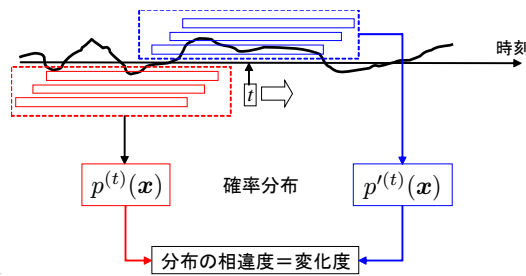 時刻
t
p^{(t)}(x)
確率分布
p'^{(t)}(x)
分布の相違度＝変化度